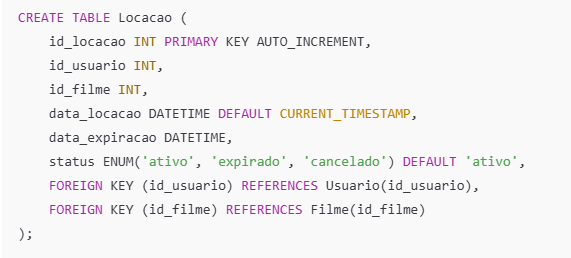 CREATE TABLE Locacao (
    id_locacao INT PRIMARY KEY AUTO_INCREMENT,
    id_usuario INT,
    id_filme INT,
    data_locacao DATETIME DEFAULT CURRENT_TIMESTAMP,
    data_expiracao DATETIME,
    status ENUM('ativo', 'expirado', 'cancelado') DEFAULT 'ativo',
    FOREIGN KEY (id_usuario) REFERENCES Usuario(id_usuario),
    FOREIGN KEY (id_filme) REFERENCES Filme(id_filme)
);